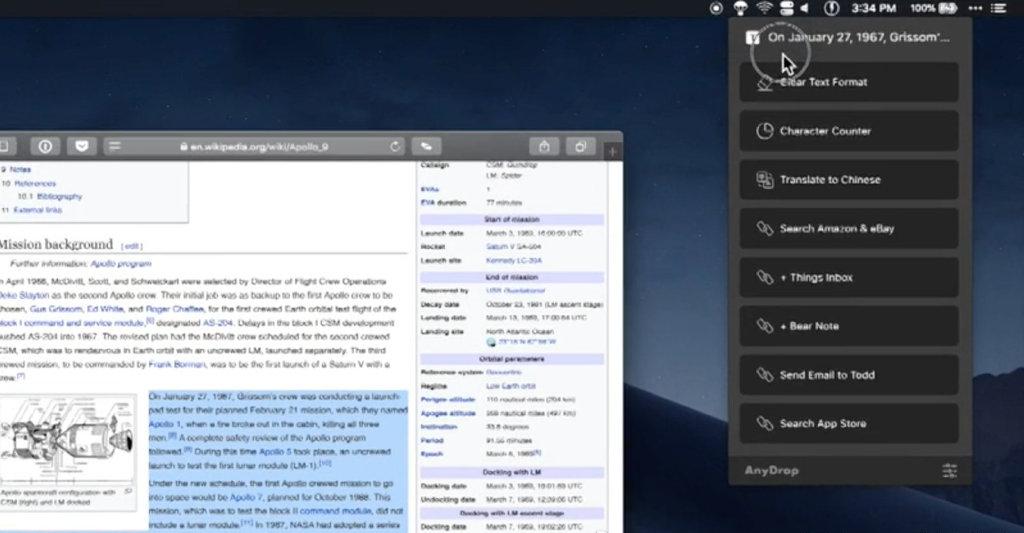 3:34 PM 100%
On January 27, 1967, Grissom'...
Clear Text Format
Character Counter
Translate to Chinese
Search Amazon & eBay
+ Things Inbox
+ Bear Note
Send Email to Todd
Search App Store
AnyDrop
en.wikipedia.org/wiki/Apollo_9
9 Notes
10 References
10.1 Bibliography
11 External links
Mission background [edit]
Further information: Apollo program
In April 1966, McDivitt, Scott, and Schweickart were selected by Director of Flight Crew Operations
Deke Slayton as the second Apollo crew. Their initial job was as backup to the first Apollo crew to be
chosen, Gus Grissom, Ed White, and Roger Chaffee, for the first crewed Earth orbital test flight of the
block I command and service module,[6] designated AS-204. Delays in the block I CSM development
pushed AS-204 into 1967. The revised plan had the McDivitt crew scheduled for the second crewed
CSM, which was to rendezvous in Earth orbit with an uncrewed LM, launched separately. The third
crewed mission, to be commanded by Frank Borman, was to be the first launch of a Saturn V with a
crew.[7]
Apollo spacecraft configuration with
CSM (right) and LM docked
On January 27, 1967, Grissom's crew was conducting a launch-
pad test for their planned February 21 mission, which they named
Apollo 1, when a fire broke out in the cabin, killing all three
men.[8] A complete safety review of the Apollo program
followed.[9] During this time Apollo 5 took place, an uncrewed
launch to test the first lunar module (LM-1).[10]
Under the new schedule, the first Apollo crewed mission to go
into space would be Apollo 7, planned for October 1968. This
mission, which was to test the block II command module, did not
include a lunar module.[11] In 1967, NASA had adopted a series
Callsign CSM: Gumdrop
LM: Spider
EVAs 1
EVA duration 77 minutes
Start of mission
Launch date March 3, 1969, 16:00:00 UTC
Rocket Saturn V SA-504
Launch site Kennedy LC-39A
End of mission
Recovered by USS Guadalcanal
Decay date October 23, 1981 (LM ascent stage)
Landing date March 13, 1969, 17:00:54 UTC
Landing site North Atlantic Ocean
Orbital parameters
Reference system Geocentric
Regime Low Earth orbit
Perigee altitude 110 nautical miles (204 km)
Apogee altitude
Inclination 33.8 degrees
Period 91.55 minutes
Epoch March 5, 1969[5]
Docking with LM
Docking date March 3, 1969, 19:01:59 UTC
Undocking date March 7, 1969, 12:39:06 UTC
Docking with LM ascent stage
Docking date March 7, 1969, 19:02:26 UTC